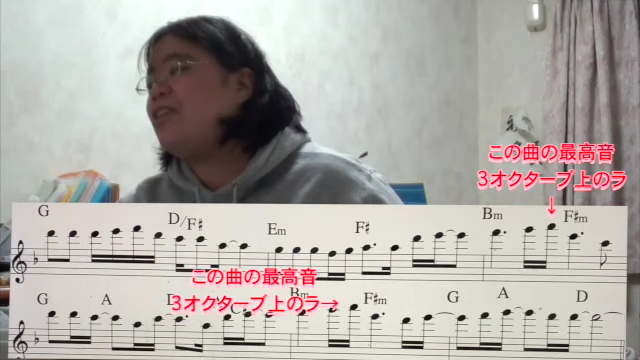 この曲の最高音
3オクターブ上のラ
↓
G D/F♯ Em F♯ Bm F♯m
この曲の最高音
3オクターブ上のラ→
G A Bm F♯m G A D